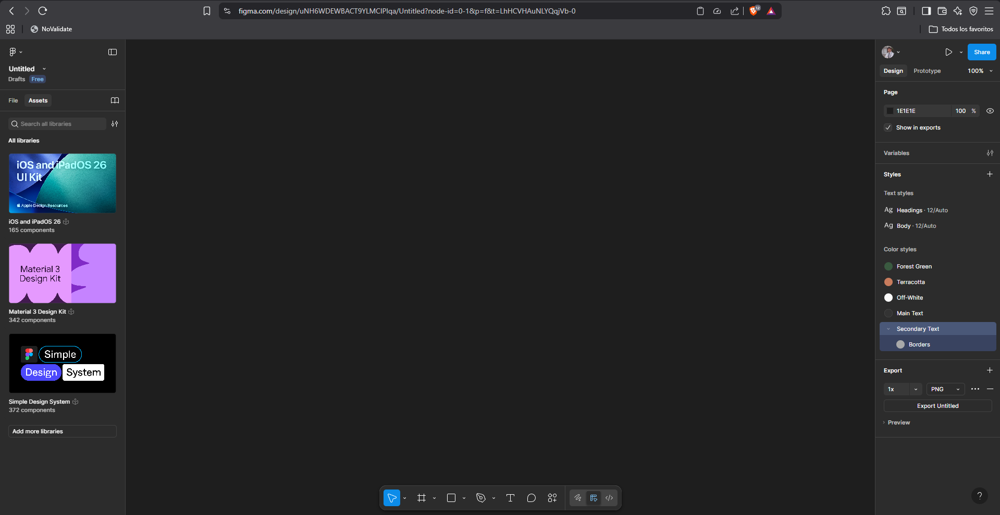 figma.com/design/uNH6WDEWBACT9YLMCIPIqa/Untitled?node-id=0-1&p=f&t=LhHCVHAuNLYQqjVb-0
12
NoValidate
Todos los favoritos
Untitled
Drafts Free
File Assets
Search all libraries
All libraries
iOS and iPadOS 26
UI Kit
Apple Design Resources
iOS and iPadOS 26
165 components
Material 3
Design Kit
Material 3 Design Kit
342 components
Simple
Design System
Simple Design System
372 components
Add more libraries
Share
Design Prototype 100%
Page
1E1E1E 100 %
Show in exports
Variables
Styles
Text styles
Ag Headings · 12/Auto
Ag Body · 12/Auto
Color styles
Forest Green
Terracotta
Off-White
Main Text
Secondary Text
Borders
Export
1x PNG
Export Untitled
Preview
?